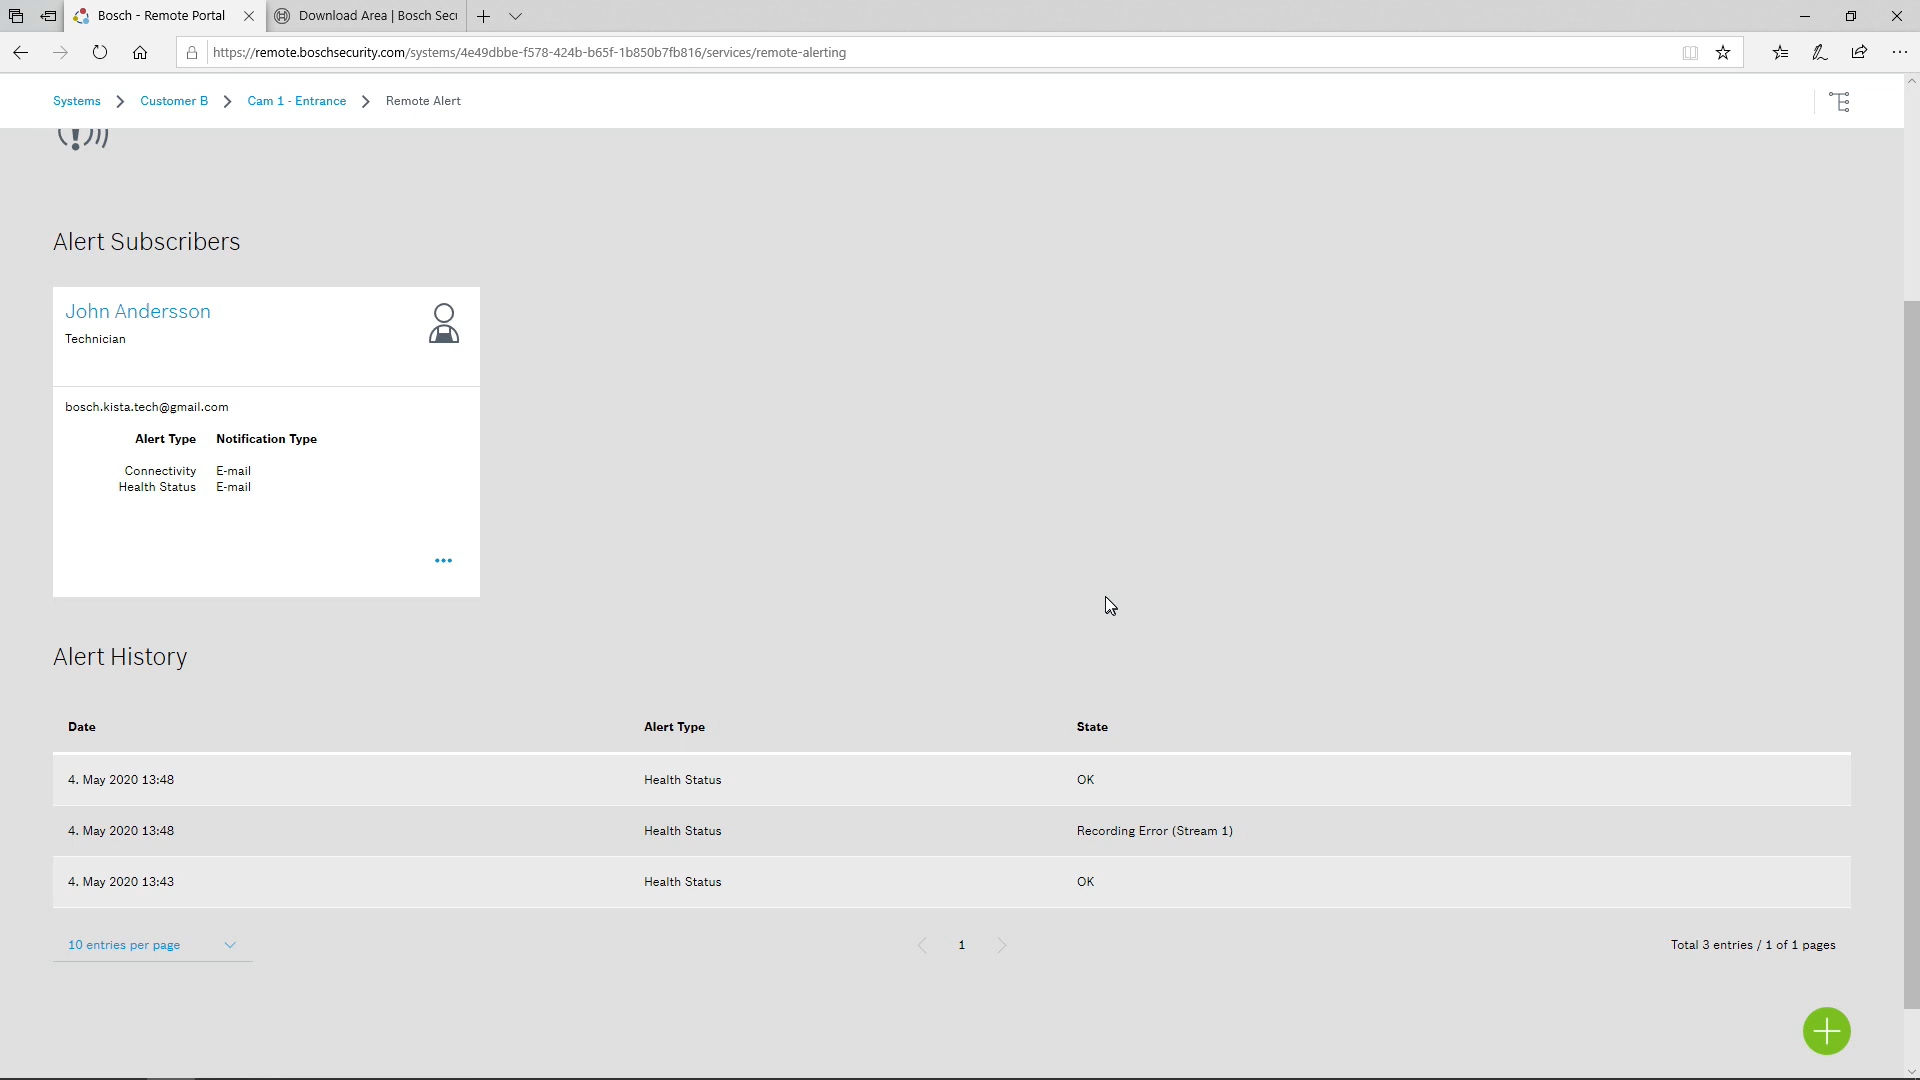 Bosch - Remote Portal
Download Area | Bosch Secu
https://remote.boschsecurity.com/systems/4e49dbbe-f578-424b-b65f-1b850b7fb816/services/remote-alerting
Systems > Customer B > Cam 1 - Entrance > Remote Alert
Alert Subscribers
John Andersson
Technician
bosch.kista.tech@gmail.com
Alert Type Notification Type
Connectivity E-mail
Health Status E-mail
Alert History
Date Alert Type State
4. May 2020 13:48 Health Status OK
4. May 2020 13:48 Health Status Recording Error (Stream 1)
4. May 2020 13:43 Health Status OK
10 entries per page 1 Total 3 entries / 1 of 1 pages